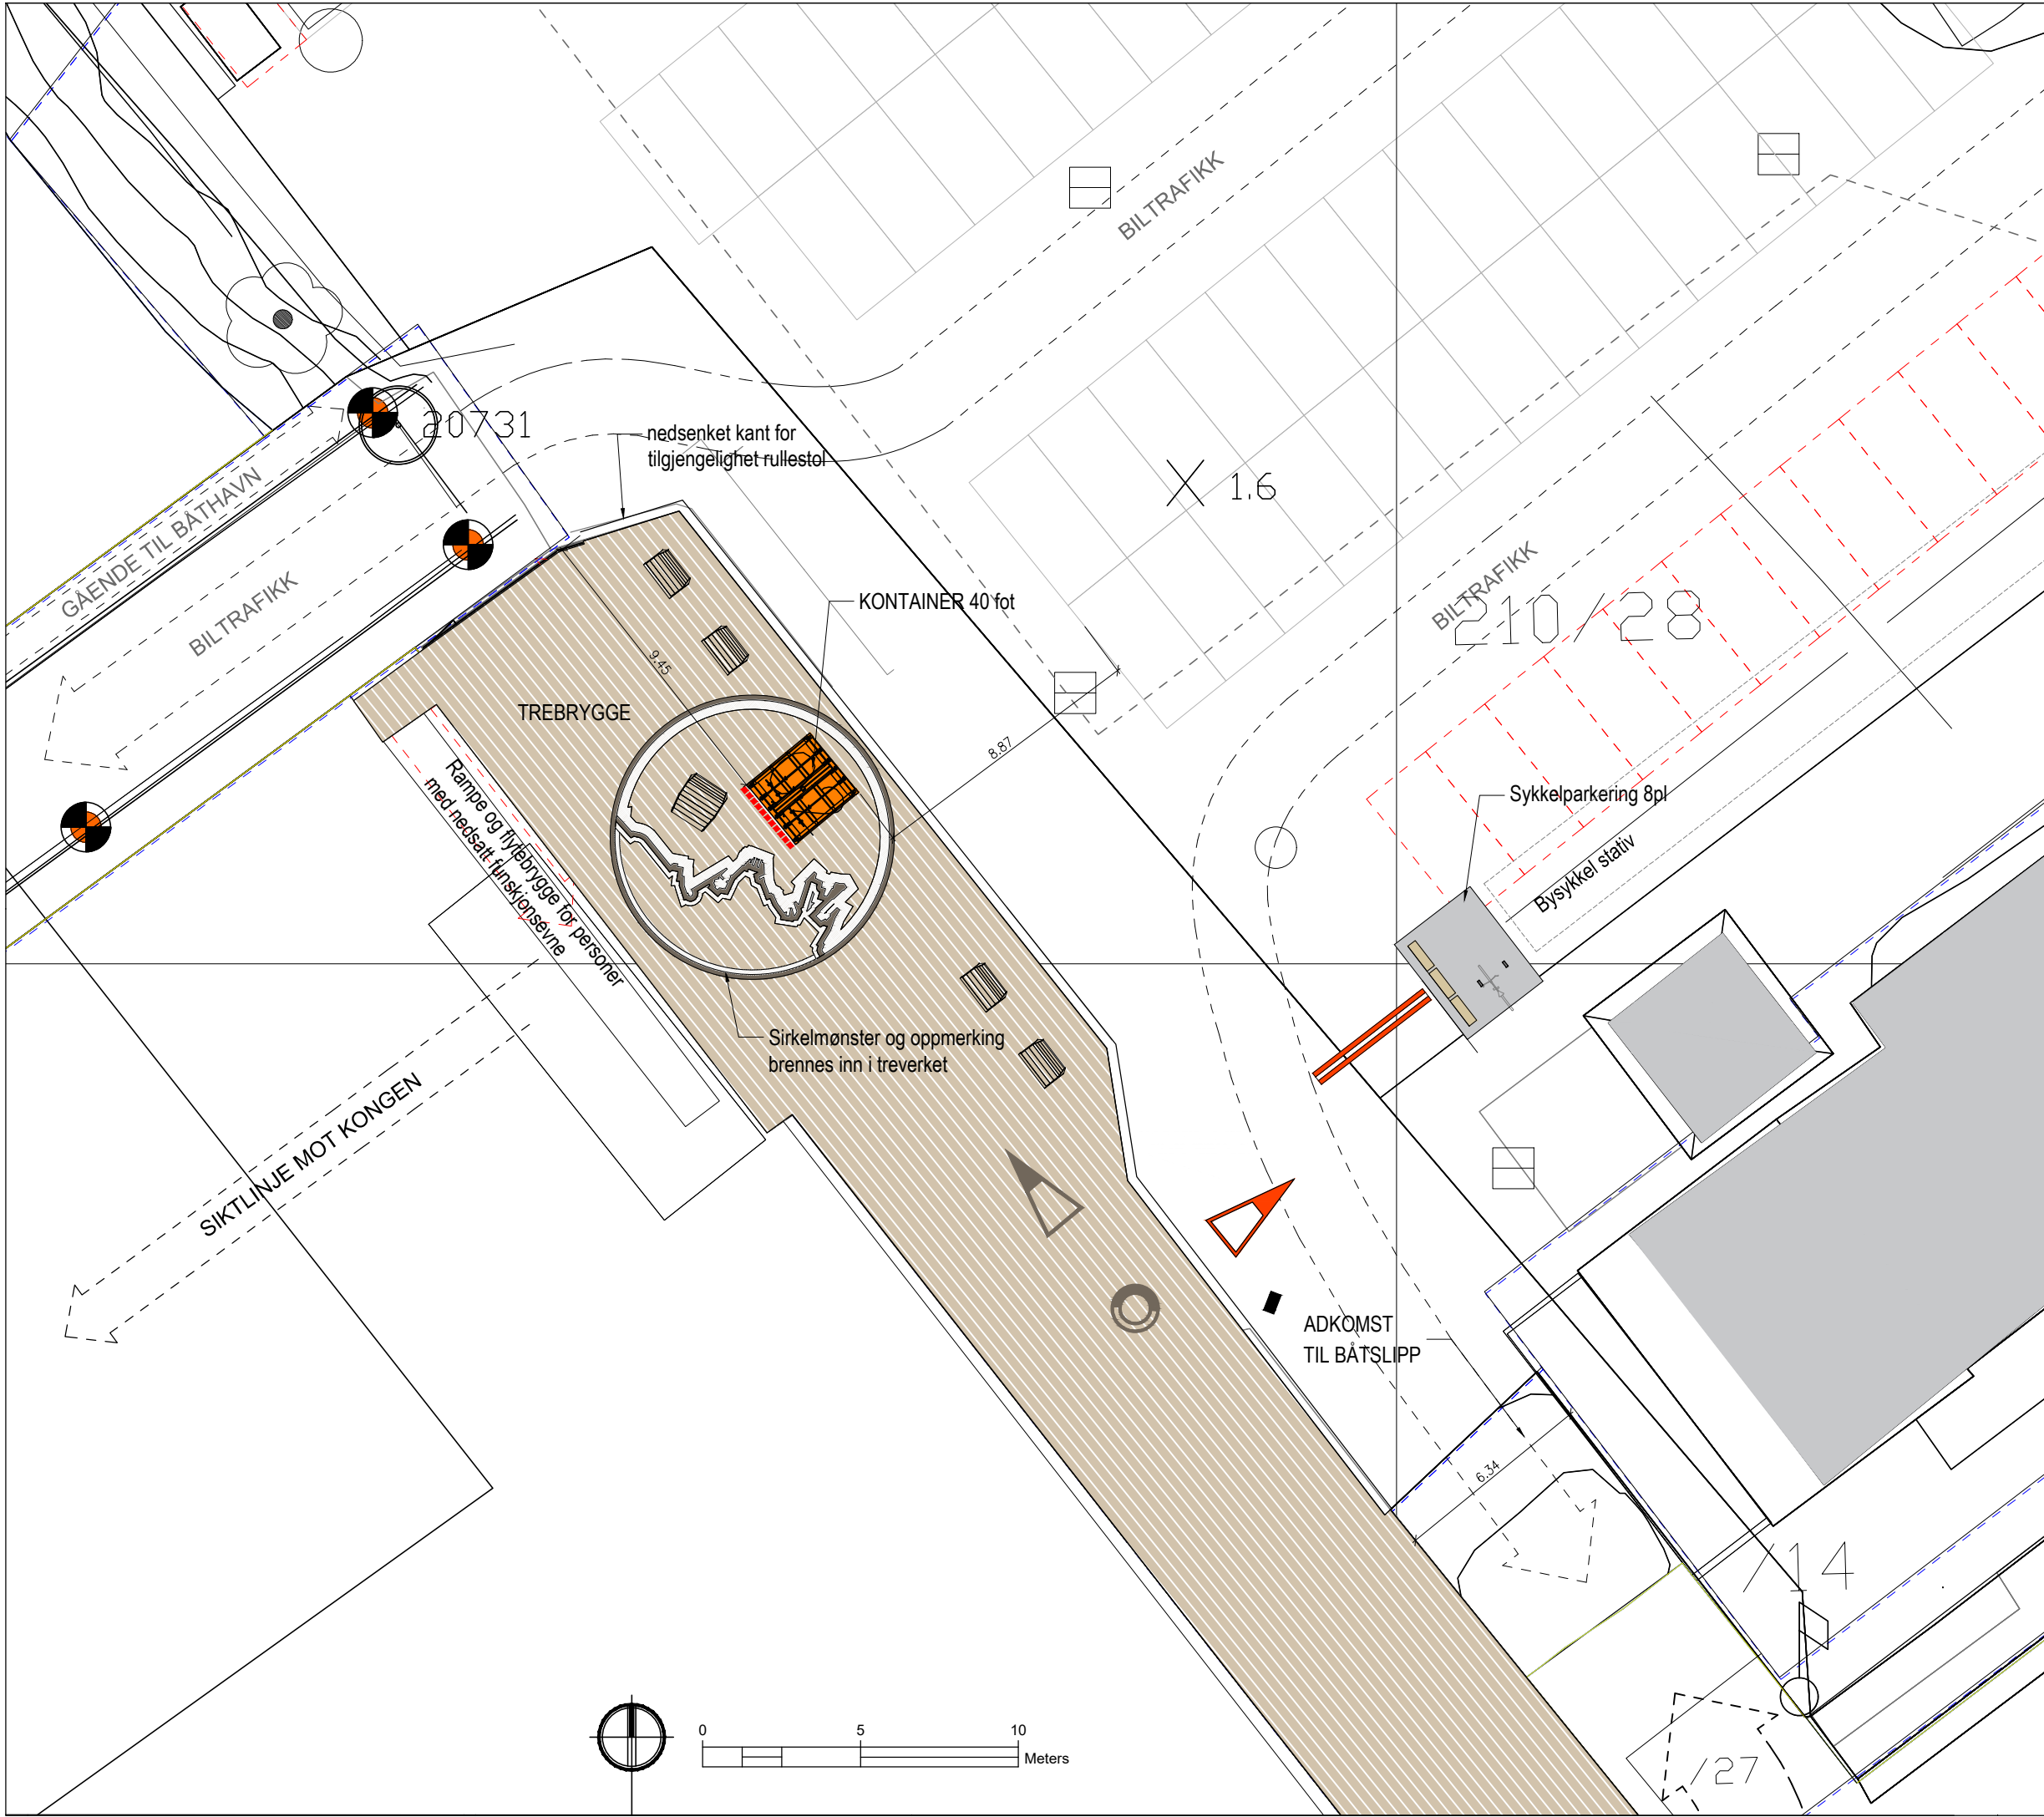 BILTRAFIKK
20731
nedsenket kant for
tilgjengelighet rullestol
X 1.6
GÅENDE TIL BÅTHAVN
BILTRAFIKK
BILTRAFIKK
210/28
KONTAINER 40 fot
9.45
TREBRYGGE
8.87
Rampe og flytebrygge for personer
med nedsatt funskjonsevne
Sykkelparkering 8pl
Bysykkel stativ
Sirkelmønster og oppmerking
brennes inn i treverket
SIKTLINJE MOT KONGEN
ADKOMST
TIL BÅTSLIPP
6.34
/14
/27
0 5 10
Meters